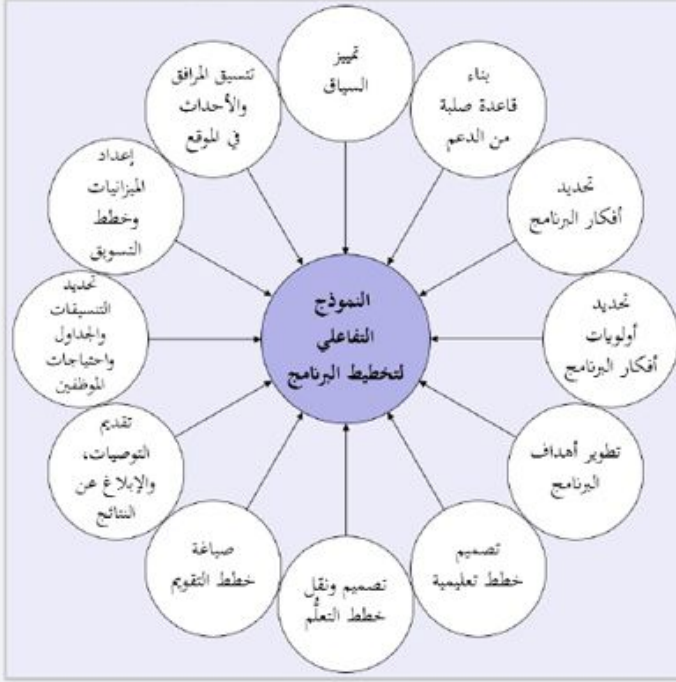 تمييز
السياق
بناء
قاعدة صلبة
من الدعم
تحديد
أفكار البرنامج
تحديد
أولويات
أفكار البرنامج
تطوير أهداف
البرنامج
تصميم
خطط تعليمية
تصميم ونقل
خطط التعلُّم
صياغة
خطط التقويم
تقديم
التوصيات،
والإبلاغ عن
النتائج
تحديد
التنسيقات
والجداول
واحتياجات
الموظفين
إعداد
الميزانيات
وخطط
التسويق
تنسيق المرافق
والأحداث
في الموقع
النموذج
التفاعلي
لتخطيط البرنامج